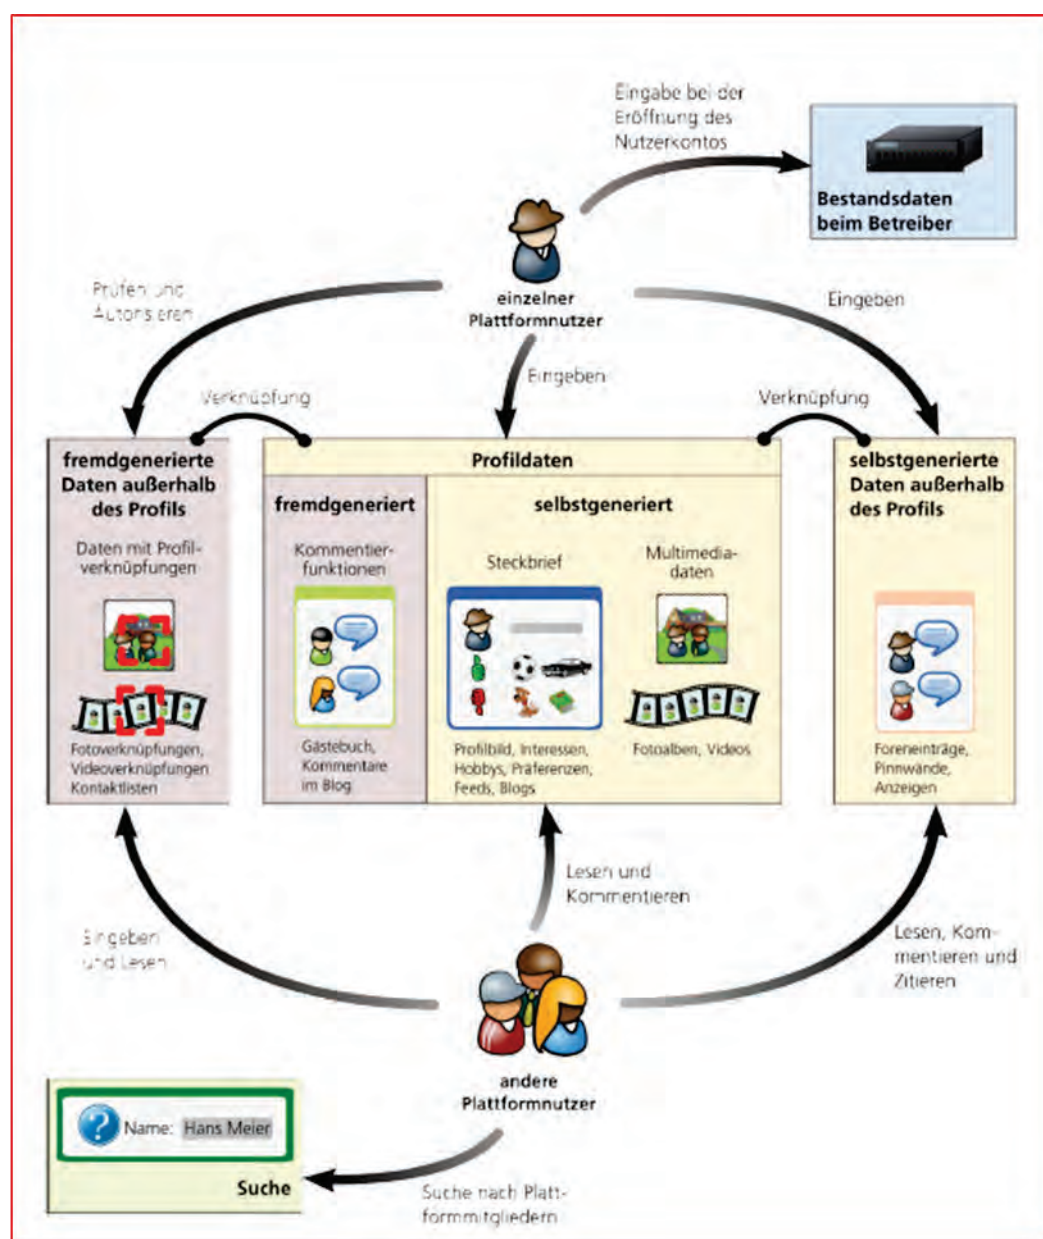 Eingabe bei der
Eröffnung des
Nutzerkontos
Bestandsdaten
beim Betreiber
einzelner
Plattformnutzer
Prüfen und
Autorisieren
Eingeben
Eingeben
Verknüpfung
Verknüpfung
fremdgenerierte
Daten außerhalb
des Profils
Daten mit Profil-
verknüpfungen
Fotoverknüpfungen,
Videoverknüpfungen
Kontaktlisten
Profildaten
fremdgeneriert
Kommentier-
funktionen
Gästebuch,
Kommentare
im Blog
selbstgeneriert
Steckbrief
Profilbild, Interessen,
Hobbys, Präferenzen,
Feeds, Blogs
Multimedia-
daten
Fotoalben, Videos
selbstgenerierte
Daten außerhalb
des Profils
Foreneinträge,
Pinnwände,
Anzeigen
Eingeben
und Lesen
Lesen und
Kommentieren
Lesen, Kom-
mentieren und
Zitieren
andere
Plattformnutzer
? Name: Hans Meier
Suche
Suche nach Platt-
formmitgliedern